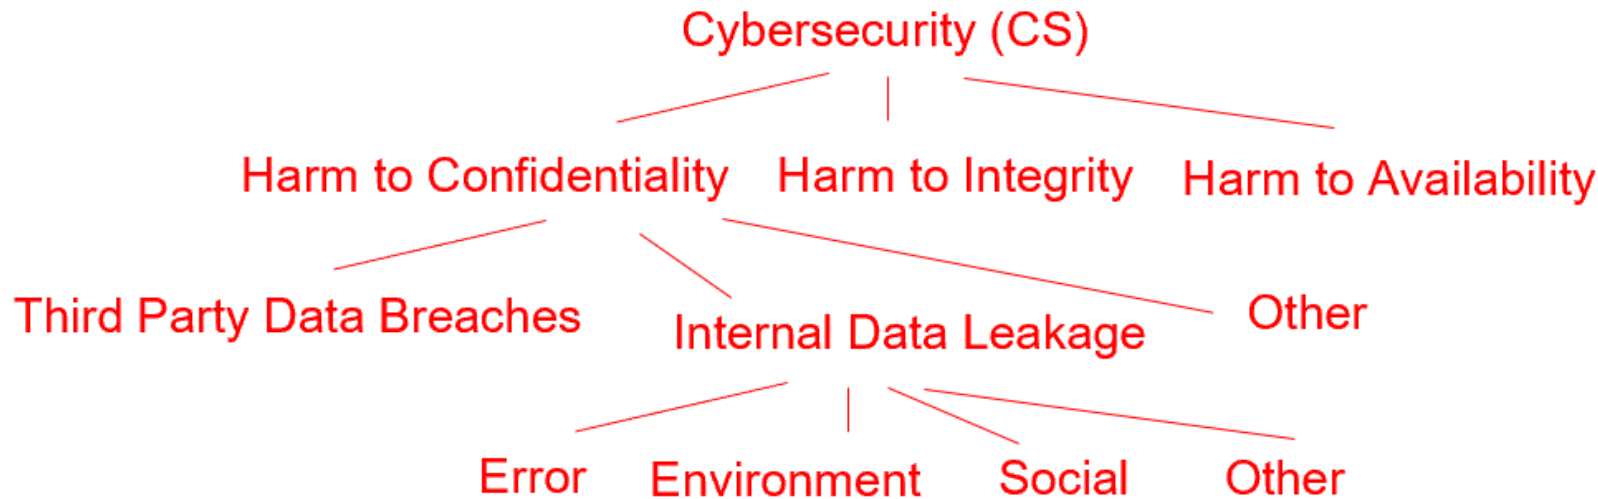 Cybersecurity (CS)
Harm to Confidentiality
Harm to Integrity
Harm to Availability
Third Party Data Breaches
Internal Data Leakage
Other
Error
Environment
Social
Other